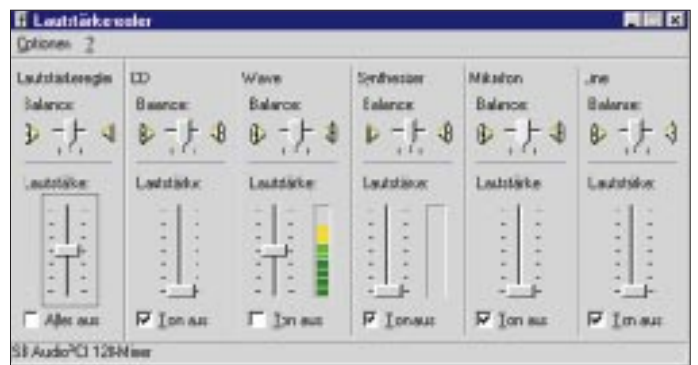 Lautstärkeregler
Optionen ?
Lautstärkeregler CD Wave Synthesizer Mikrofon Line
Balance: Balance: Balance: Balance: Balance: Balance:
Lautstärke: Lautstärke: Lautstärke: Lautstärke: Lautstärke: Lautstärke:
Alles aus Ton aus Ton aus Ton aus Ton aus Ton aus
SB AudioPCI 128-Mixer